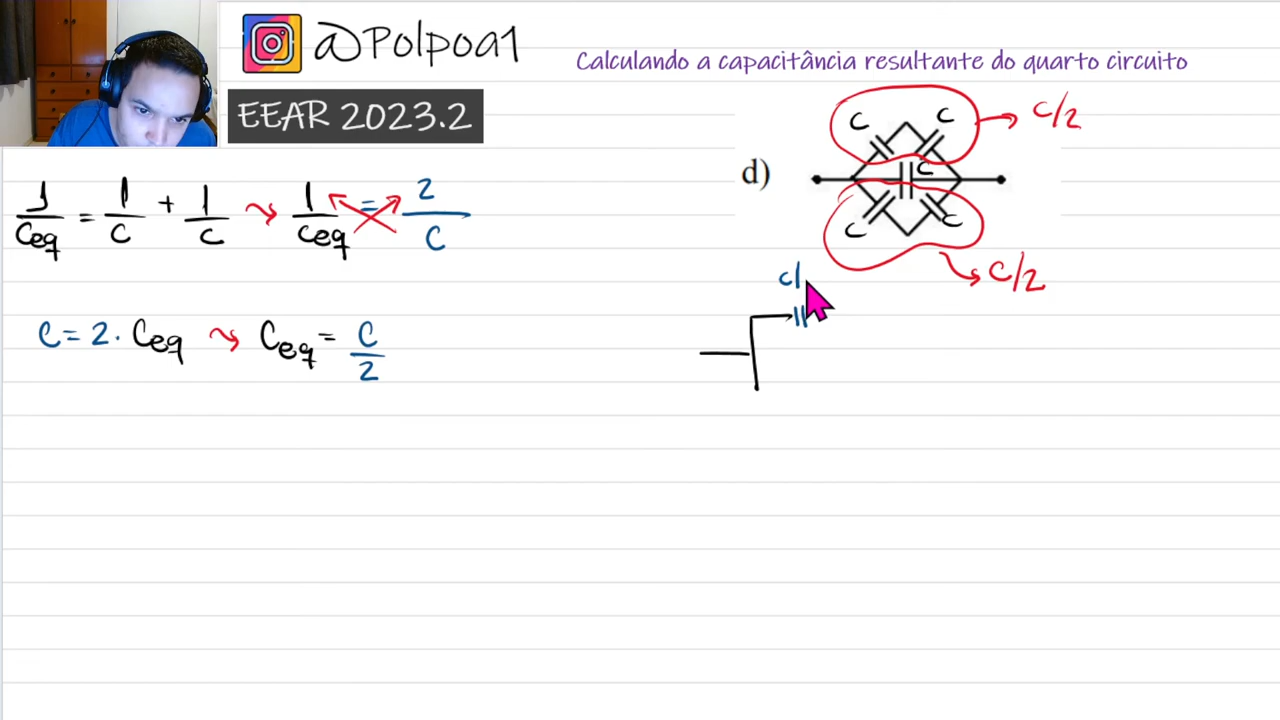 @Polpoa1
Calculando a capacitância resultante do quarto circuito
EEAR 2023.2
d)
C C → C/2
C
C C → C/2
1/Ceq = 1/C + 1/C ⤳ 1/Ceq = 2/C
C = 2 · Ceq ⤳ Ceq = C/2
C/